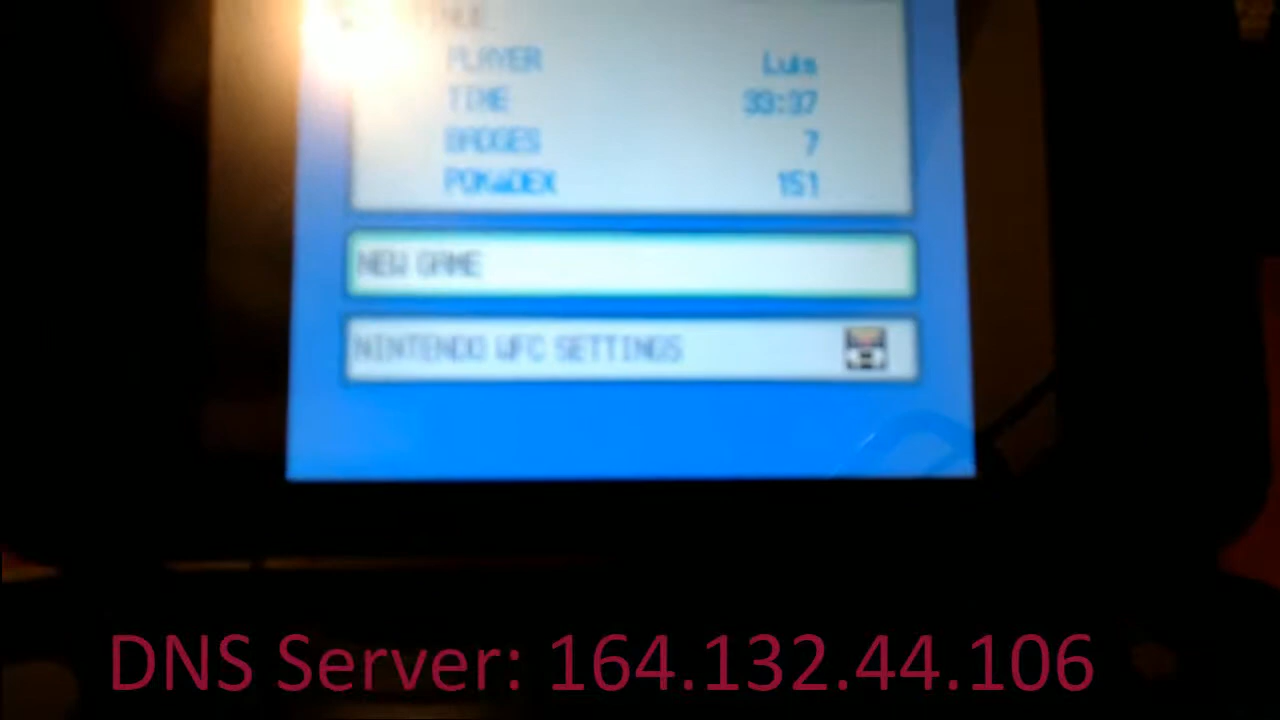 PLAYER Luis
TIME 33:37
BADGES 7
POKéDEX 151
NEW GAME
NINTENDO WFC SETTINGS
DNS Server: 164.132.44.106